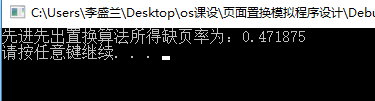 C:\Users\李盛兰\Desktop\os课设\页面置换模拟程序设计\Debu
先进先出置换算法所得缺页率为：0.471875
请按任意键继续. . .